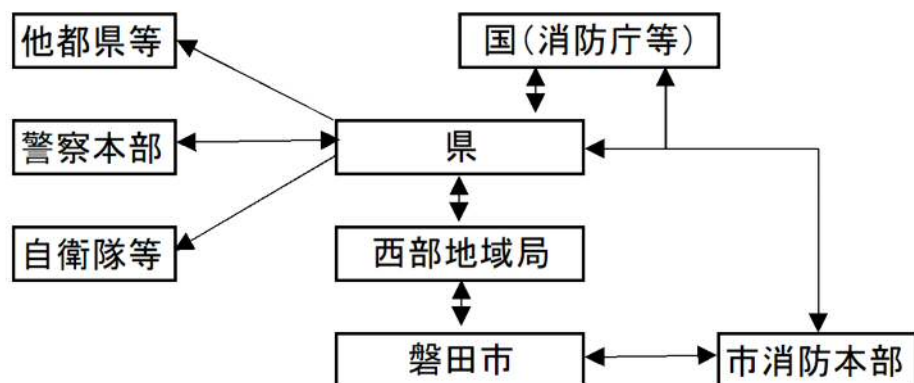 他都県等
国(消防庁等)
警察本部
県
自衛隊等
西部地域局
磐田市
市消防本部